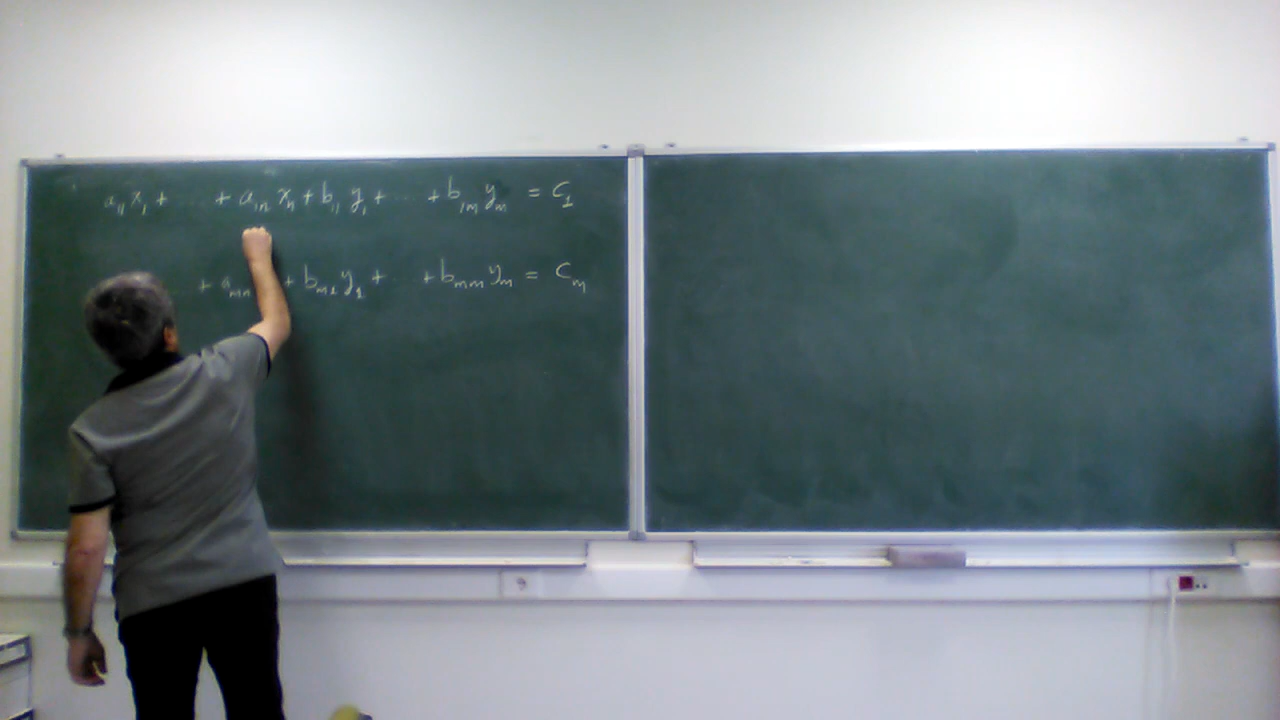 a₁₁ x₁ + ... + a₁ₙ xₙ + b₁₁ y₁ + ... + b₁ₘ yₘ = c₁
+ aₘₙ + bₘ₁ y₁ + ... + bₘₘ yₘ = cₘ